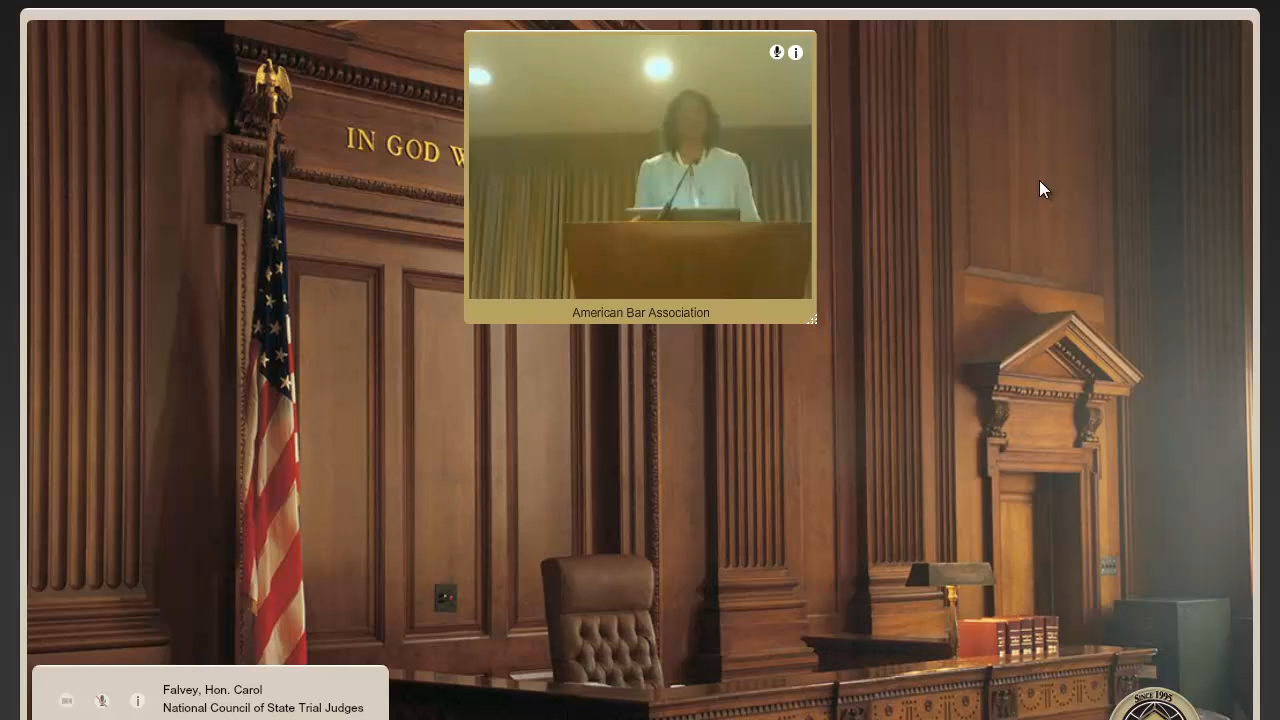 IN GOD W
American Bar Association
Falvey, Hon. Carol
National Council of State Trial Judges
SINCE 1995